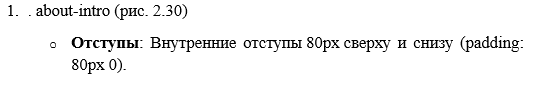 1. . about-intro (рис. 2.30)
o Отступы: Внутренние отступы 80px сверху и снизу (padding:
80px 0).